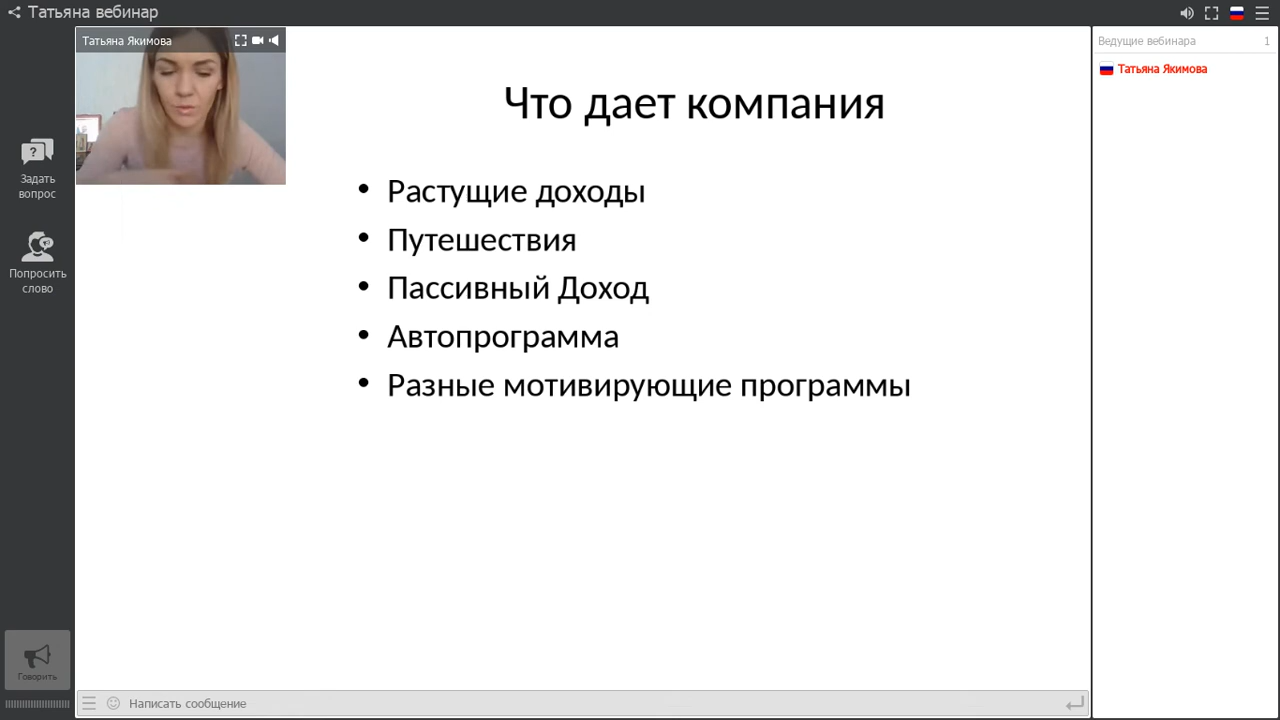 Татьяна вебинар
Татьяна Якимова
Что дает компания
• Растущие доходы
• Путешествия
• Пассивный Доход
• Автопрограмма
• Разные мотивирующие программы
Ведущие вебинара 1
Татьяна Якимова
?
Задать
вопрос
Попросить
слово
Говорить
Написать сообщение